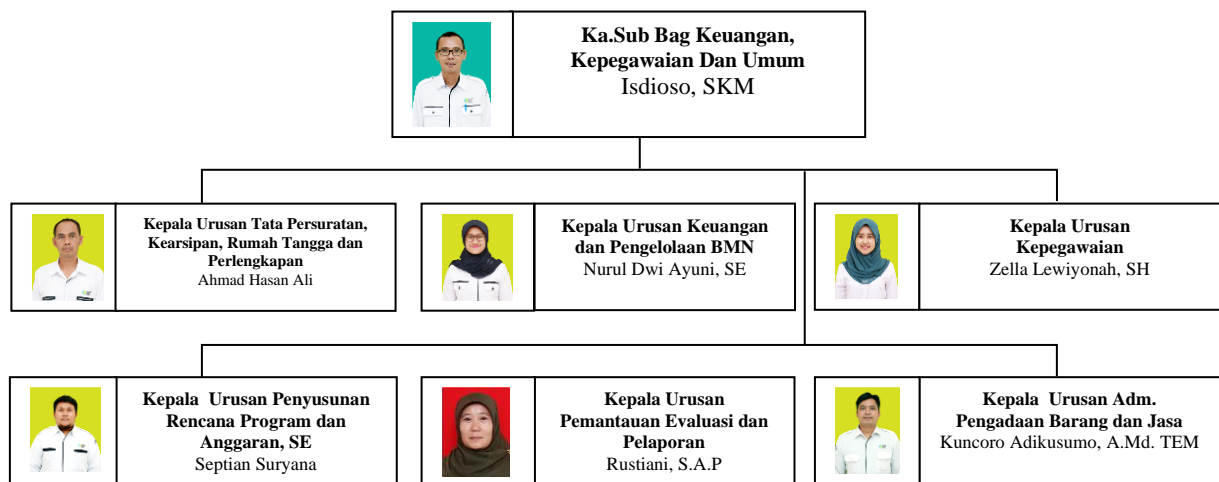 Ka.Sub Bag Keuangan,
Kepegawaian Dan Umum
Isdioso, SKM
Kepala Urusan Tata Persuratan,
Kearsipan, Rumah Tangga dan
Perlengkapan
Ahmad Hasan Ali
Kepala Urusan Keuangan
dan Pengelolaan BMN
Nurul Dwi Ayuni, SE
Kepala Urusan
Kepegawaian
Zella Lewiyonah, SH
Kepala Urusan Penyusunan
Rencana Program dan
Anggaran, SE
Septian Suryana
Kepala Urusan
Pemantauan Evaluasi dan
Pelaporan
Rustiani, S.A.P
Kepala Urusan Adm.
Pengadaan Barang dan Jasa
Kuncoro Adikusumo, A.Md. TEM